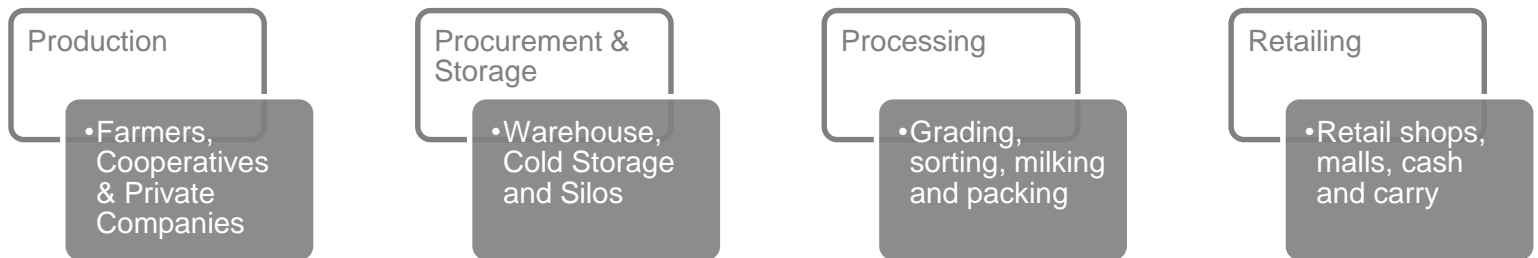 Production
•Farmers,
Cooperatives
& Private
Companies
Procurement &
Storage
•Warehouse,
Cold Storage
and Silos
Processing
•Grading,
sorting, milking
and packing
Retailing
•Retail shops,
malls, cash
and carry